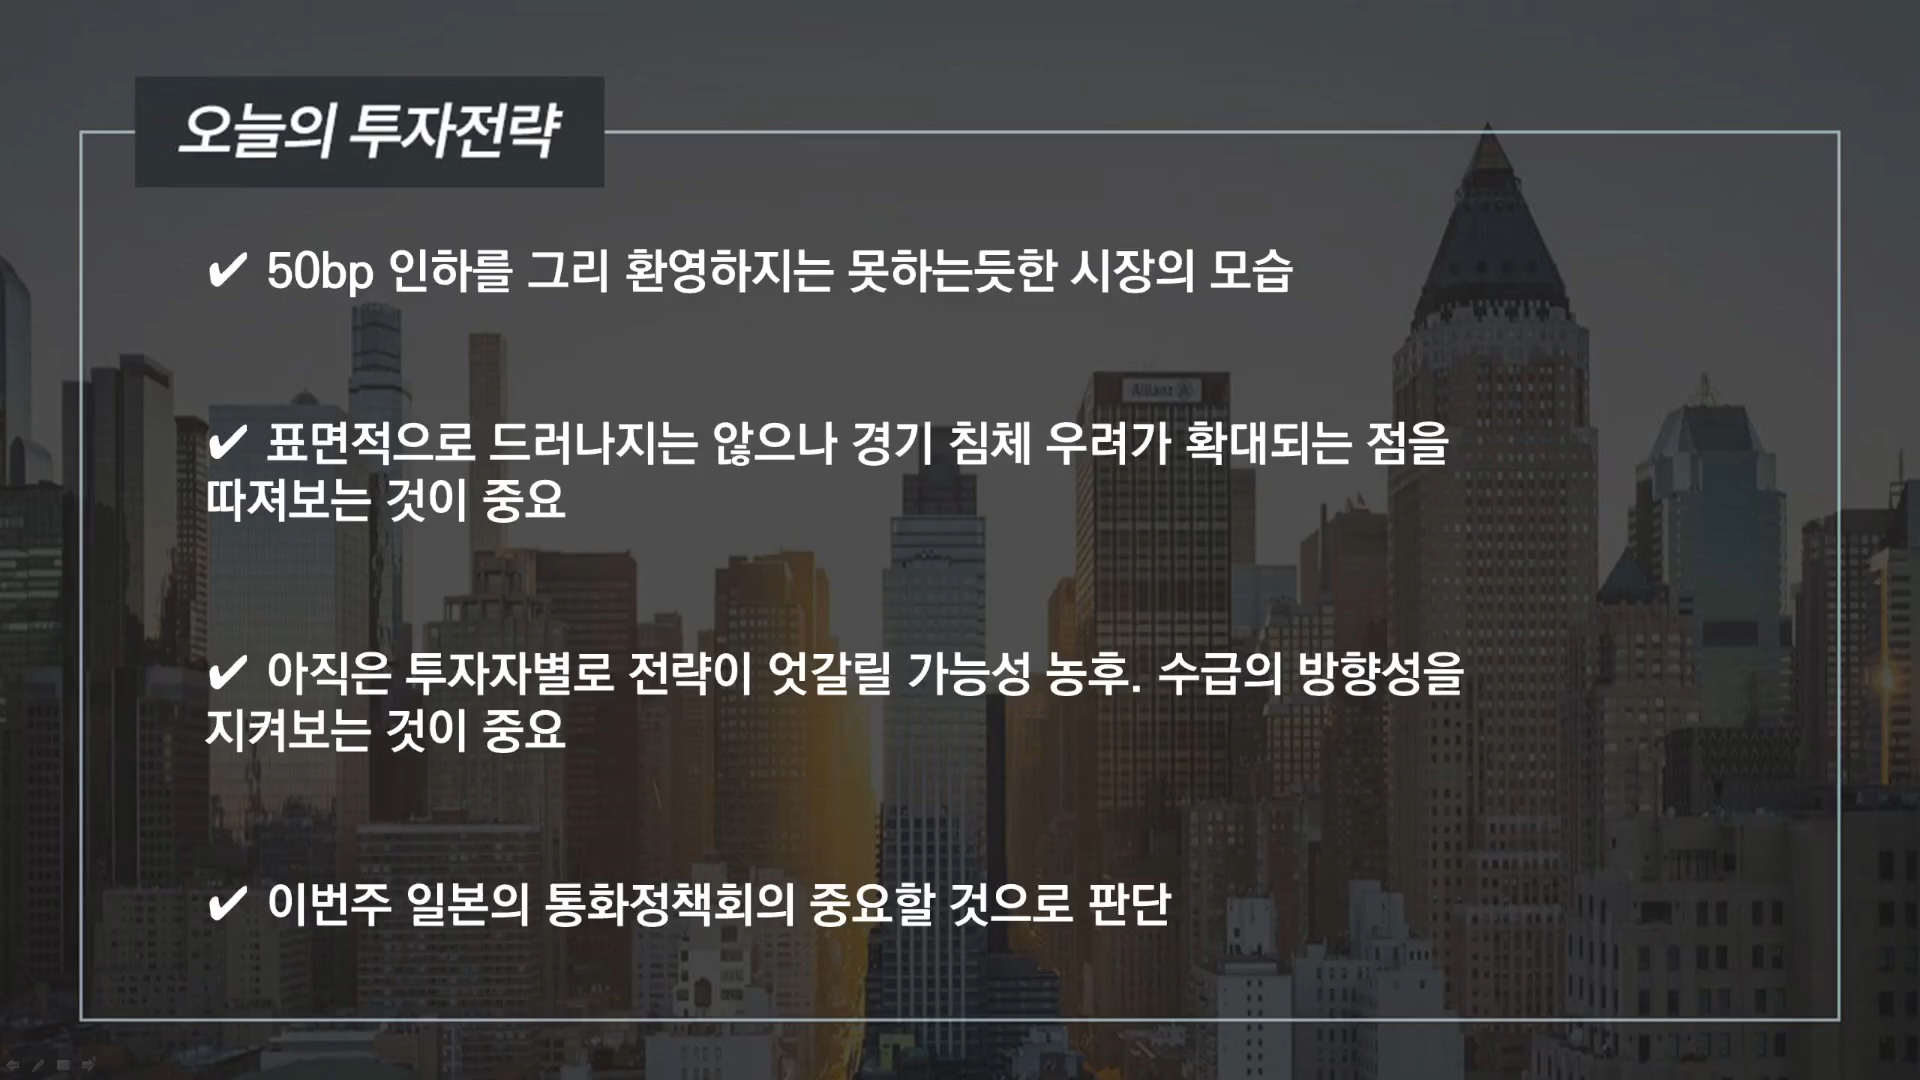 오늘의 투자전략
✔ 50bp 인하를 그리 환영하지는 못하는듯한 시장의 모습
✔ 표면적으로 드러나지는 않으나 경기 침체 우려가 확대되는 점을
따져보는 것이 중요
✔ 아직은 투자자별로 전략이 엇갈릴 가능성 농후. 수급의 방향성을
지켜보는 것이 중요
✔ 이번주 일본의 통화정책회의 중요할 것으로 판단
Allianz